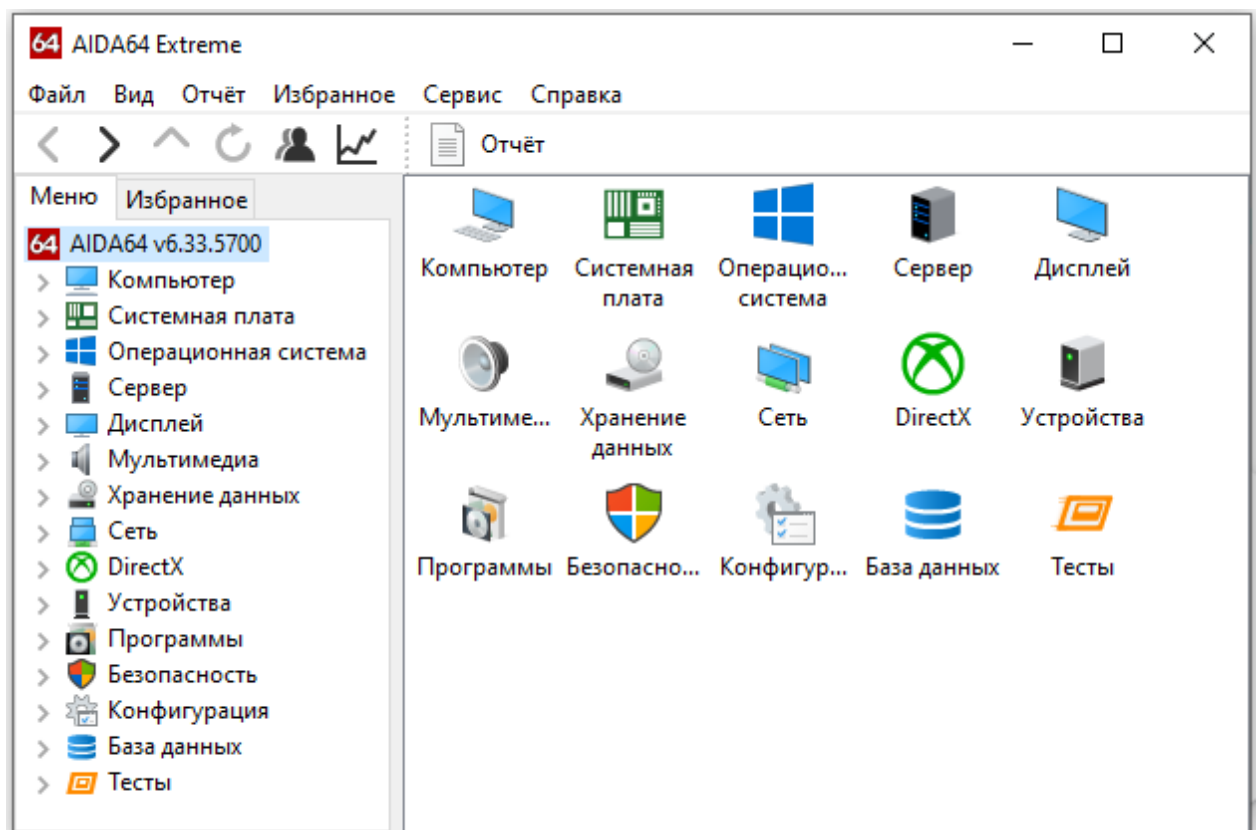 64 AIDA64 Extreme
Файл Вид Отчёт Избранное Сервис Справка
Отчёт
Меню Избранное
64 AIDA64 v6.33.5700
Компьютер
Системная плата
Операционная система
Сервер
Дисплей
Мультимедиа
Хранение данных
Сеть
DirectX
Устройства
Программы
Безопасность
Конфигурация
База данных
Тесты
Компьютер Системная Операцио... Сервер Дисплей
плата система
Мультиме... Хранение Сеть DirectX Устройства
данных
Программы Безопасно... Конфигур... База данных Тесты